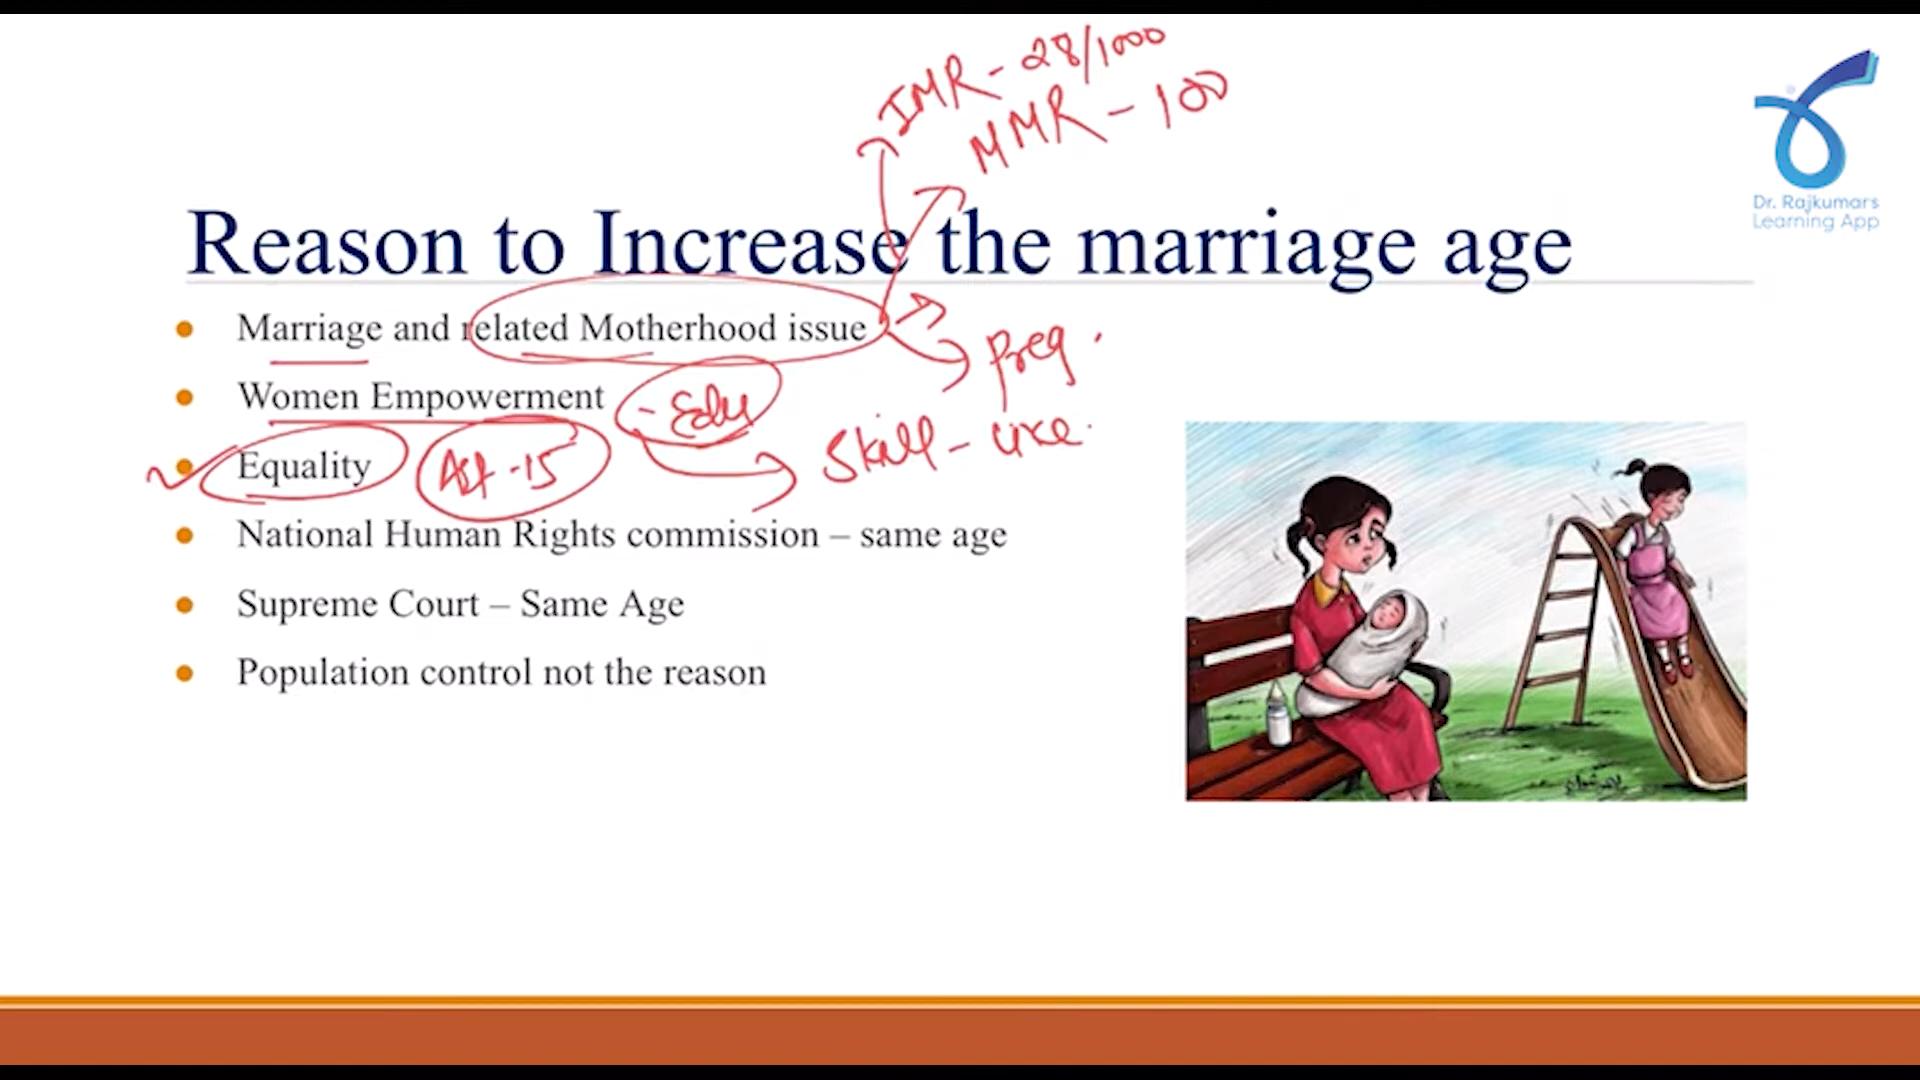 IMR - 28/1000
MMR - 100
Dr. Rajkumar's
Learning App
Reason to Increase the marriage age
Marriage and related Motherhood issue
Preg.
Women Empowerment - Edu
Skill -
Equality Art - 15
National Human Rights commission – same age
Supreme Court – Same Age
Population control not the reason